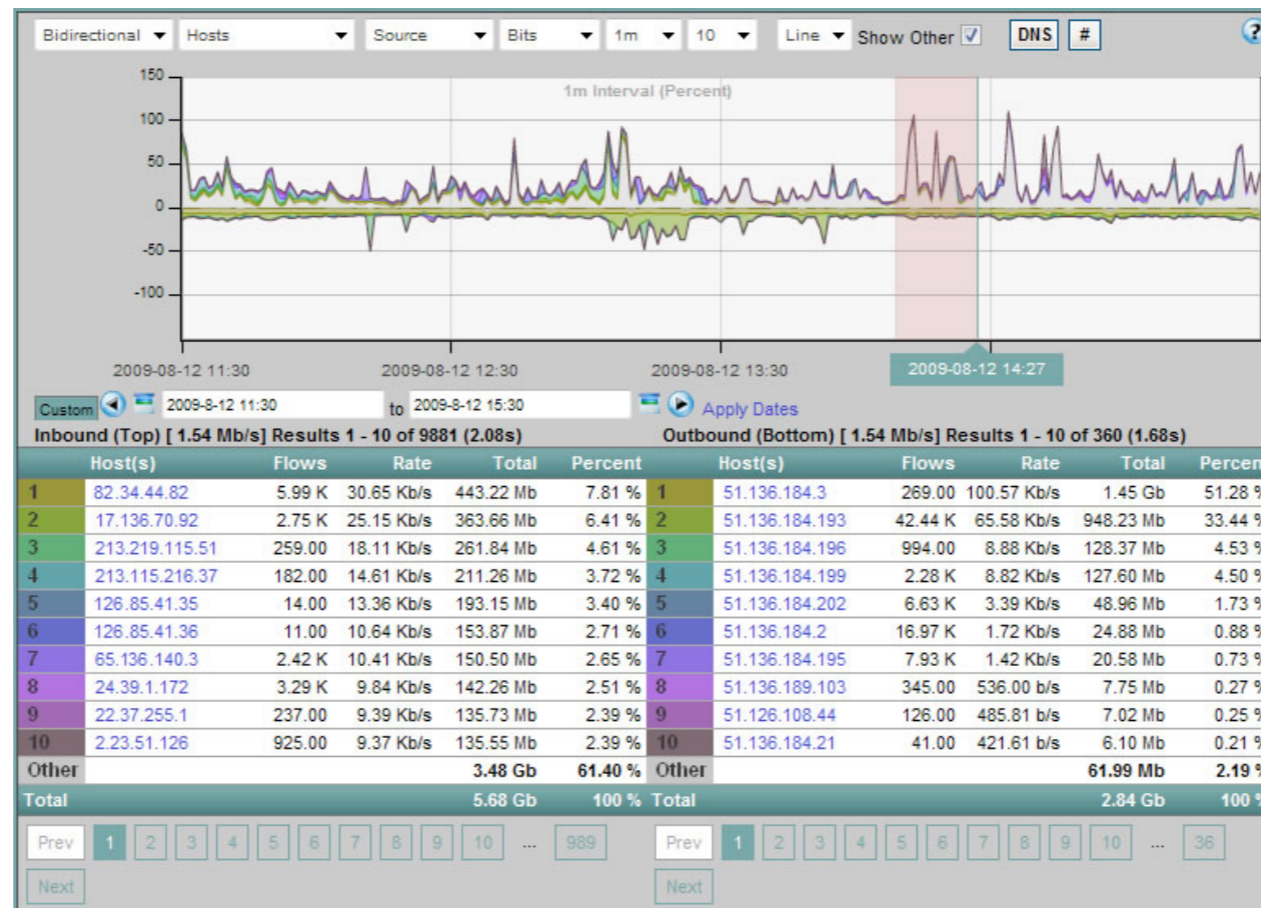 Bidirectional Hosts Source Bits 1m 10 Line Show Other DNS # ?
1m Interval (Percent)
150
100
50
0
-50
-100
2009-08-12 11:30 2009-08-12 12:30 2009-08-12 13:30 2009-08-12 14:27
Custom 2009-8-12 11:30 to 2009-8-12 15:30 Apply Dates
Inbound (Top) [ 1.54 Mb/s] Results 1 - 10 of 9881 (2.08s) Outbound (Bottom) [ 1.54 Mb/s] Results 1 - 10 of 360 (1.68s)
Host(s) Flows Rate Total Percent Host(s) Flows Rate Total Percen
1 82.34.44.82 5.99 K 30.65 Kb/s 443.22 Mb 7.81 % 1 51.136.184.3 269.00 100.57 Kb/s 1.45 Gb 51.28 %
2 17.136.70.92 2.75 K 25.15 Kb/s 363.66 Mb 6.41 % 2 51.136.184.193 42.44 K 65.58 Kb/s 948.23 Mb 33.44 %
3 213.219.115.51 259.00 18.11 Kb/s 261.84 Mb 4.61 % 3 51.136.184.196 994.00 8.88 Kb/s 128.37 Mb 4.53 %
4 213.115.216.37 182.00 14.61 Kb/s 211.26 Mb 3.72 % 4 51.136.184.199 2.28 K 8.82 Kb/s 127.60 Mb 4.50 %
5 126.85.41.35 14.00 13.36 Kb/s 193.15 Mb 3.40 % 5 51.136.184.202 6.63 K 3.39 Kb/s 48.96 Mb 1.73 %
6 126.85.41.36 11.00 10.64 Kb/s 153.87 Mb 2.71 % 6 51.136.184.2 16.97 K 1.72 Kb/s 24.88 Mb 0.88 %
7 65.136.140.3 2.42 K 10.41 Kb/s 150.50 Mb 2.65 % 7 51.136.184.195 7.93 K 1.42 Kb/s 20.58 Mb 0.73 %
8 24.39.1.172 3.29 K 9.84 Kb/s 142.26 Mb 2.51 % 8 51.136.189.103 345.00 536.00 b/s 7.75 Mb 0.27 %
9 22.37.255.1 237.00 9.39 Kb/s 135.73 Mb 2.39 % 9 51.126.108.44 126.00 485.81 b/s 7.02 Mb 0.25 %
10 2.23.51.126 925.00 9.37 Kb/s 135.55 Mb 2.39 % 10 51.136.184.21 41.00 421.61 b/s 6.10 Mb 0.21 %
Other 3.48 Gb 61.40 % Other 61.99 Mb 2.19 %
Total 5.68 Gb 100 % Total 2.84 Gb 100 %
Prev 1 2 3 4 5 6 7 8 9 10 ... 989 Prev 1 2 3 4 5 6 7 8 9 10 ... 36
Next Next